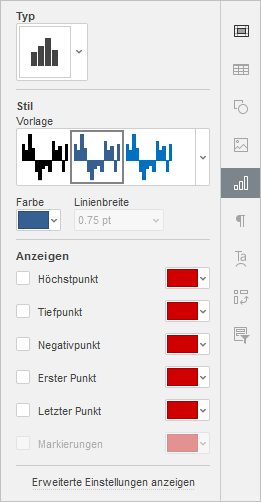 Typ
Stil
Vorlage
Farbe Linienbreite
0.75 pt
Anzeigen
Höchstpunkt
Tiefpunkt
Negativpunkt
Erster Punkt
Letzter Punkt
Markierungen
Erweiterte Einstellungen anzeigen
¶
Ta